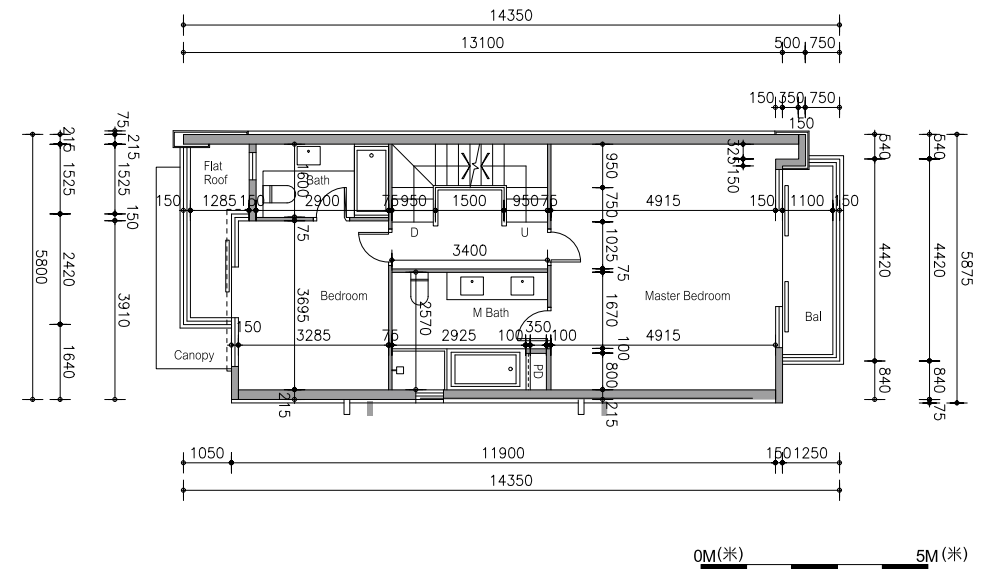 14350
13100 500 750
150 350 750
150
75
215
1525
150
3910
215
1525
2420
1640
5800
Flat
Roof
Bath
1600
325
150
950
750
540
4420
840
540
4420
840
75
5875
150 1285 150 2900 75 950 1500 950 75 4915 150 1100 150
D
U
75
3400
1025
75
Bedroom
3695
2570
M Bath
1670
Master Bedroom
Bal
150
3285 75 2925 100 350 100 4915
100
Canopy
PD
800
215
215
1050 11900 150 1250
14350
0M(米) 5M(米)